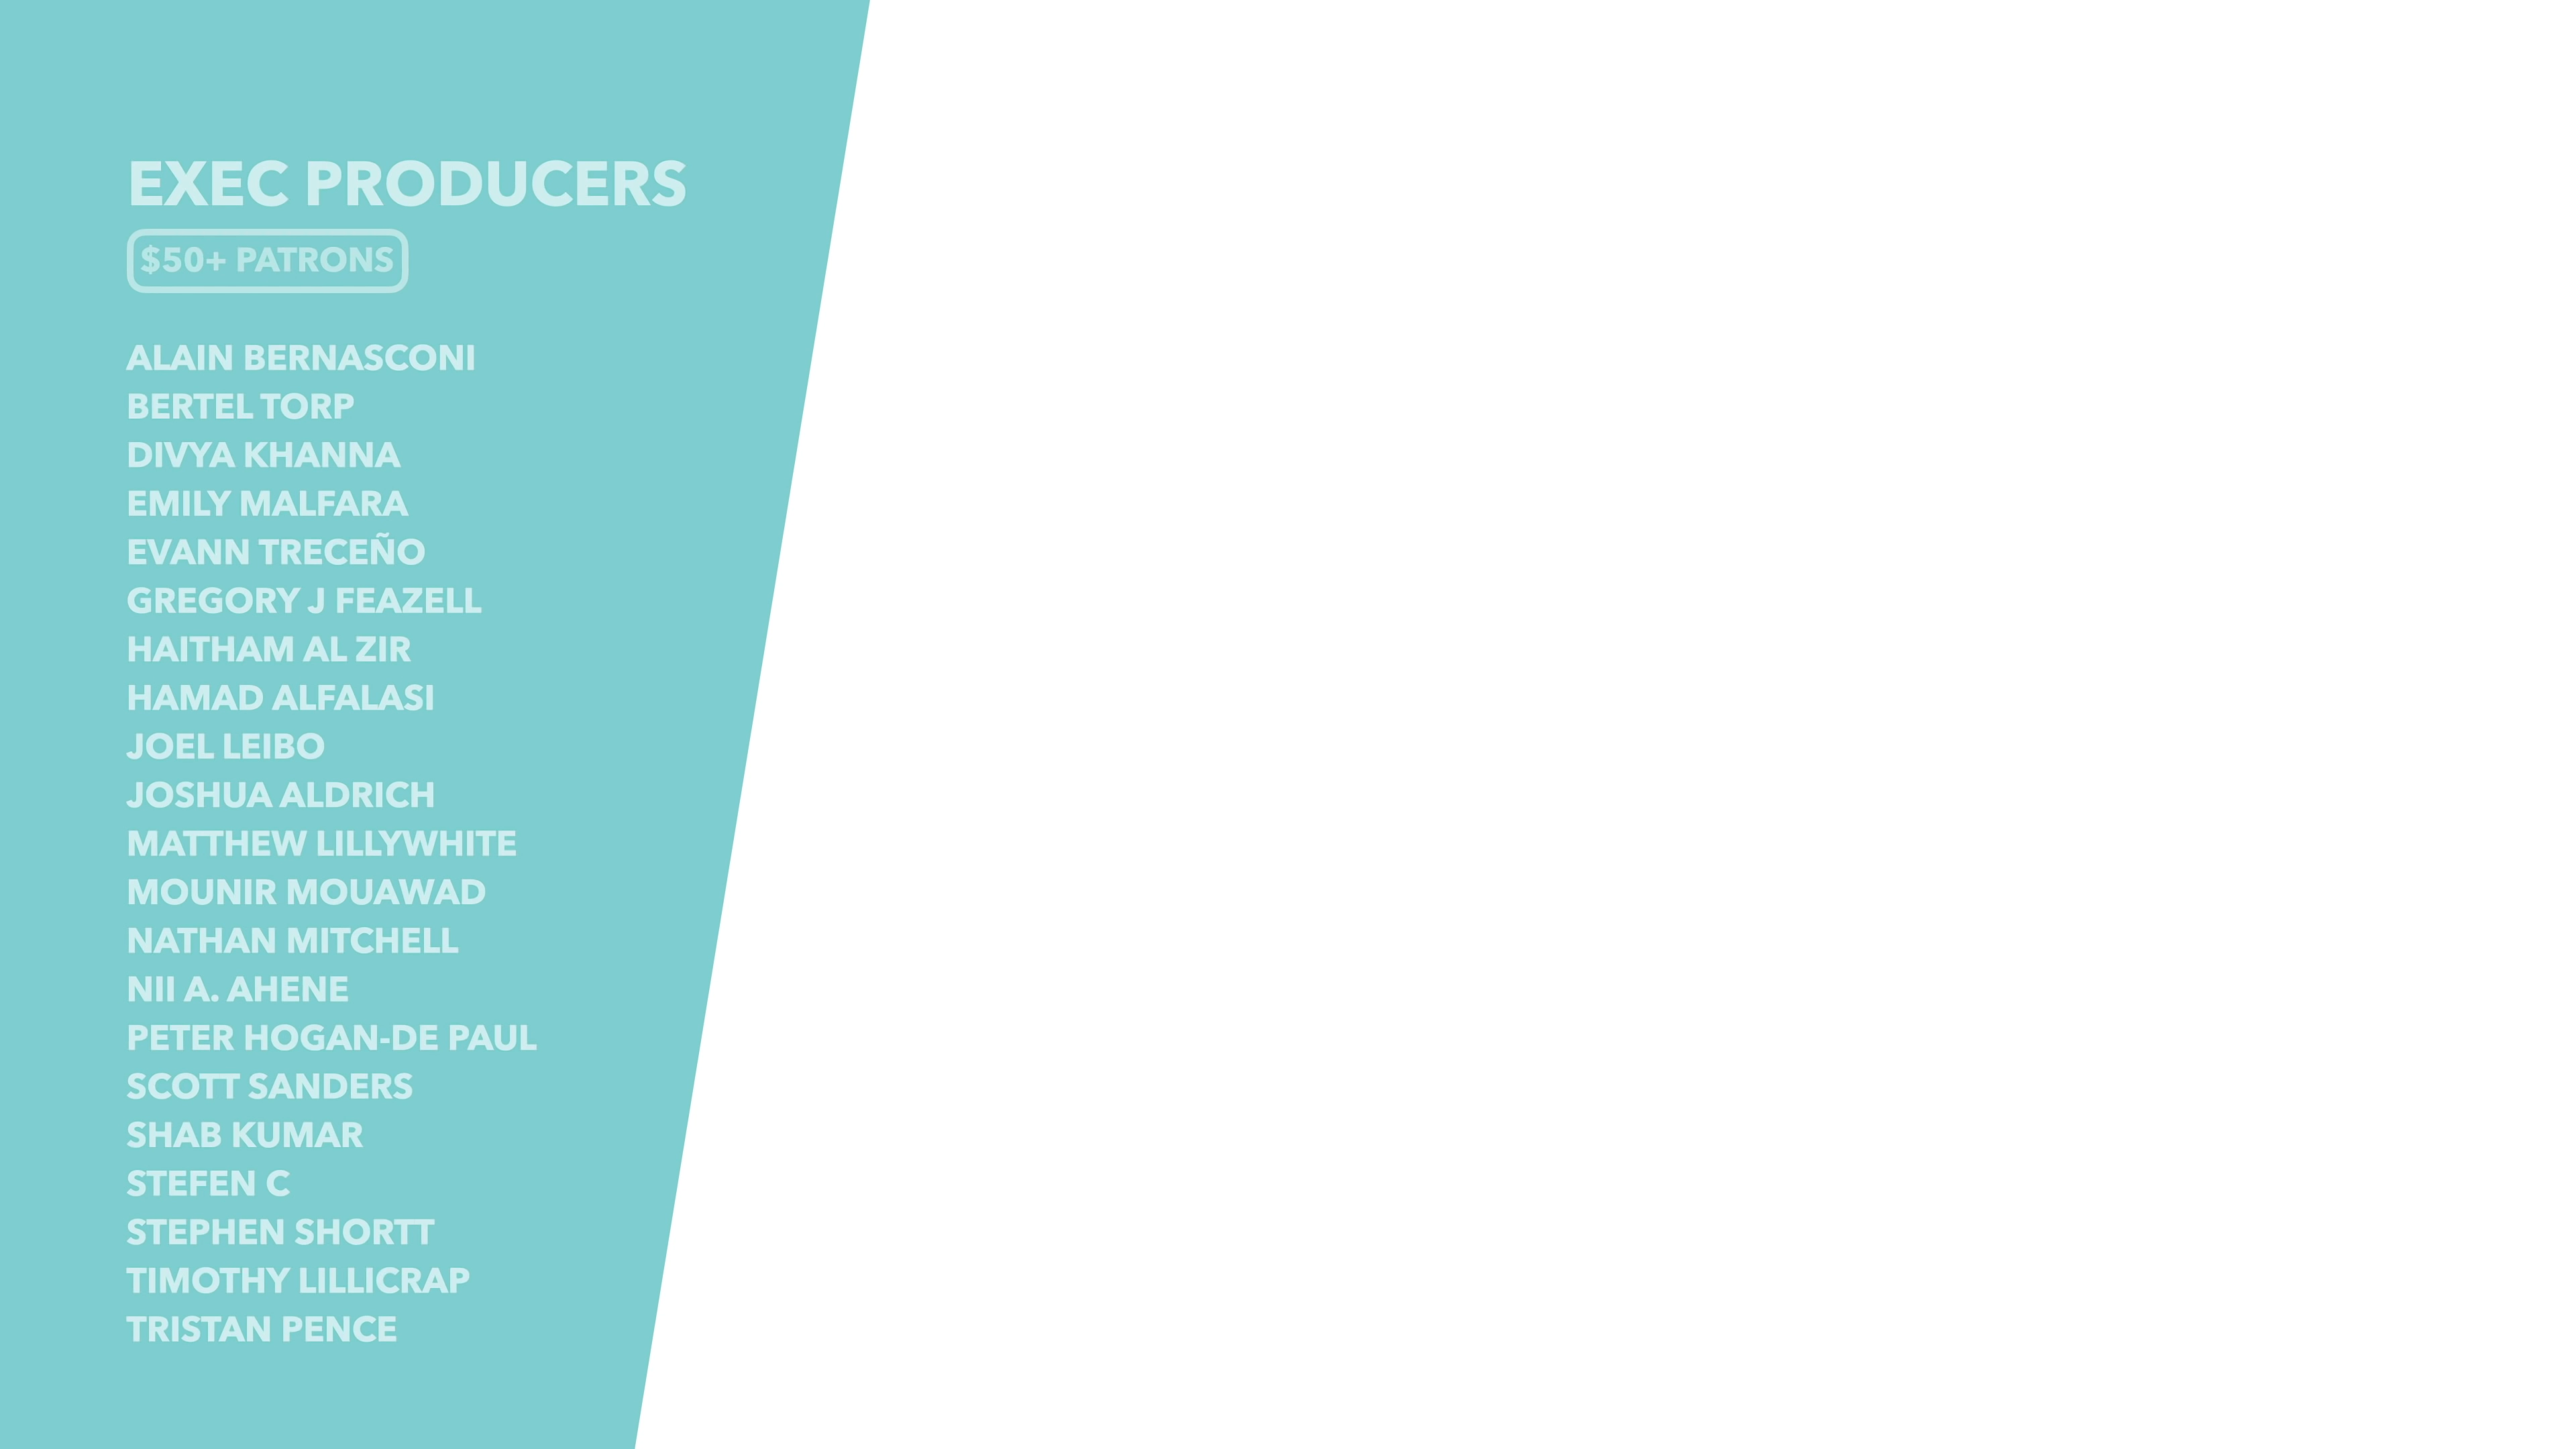 EXEC PRODUCERS
$50+ PATRONS
ALAIN BERNASCONI
BERTEL TORP
DIVYA KHANNA
EMILY MALFARA
EVANN TRECEÑO
GREGORY J FEAZELL
HAITHAM AL ZIR
HAMAD ALFALASI
JOEL LEIBO
JOSHUA ALDRICH
MATTHEW LILLYWHITE
MOUNIR MOUAWAD
NATHAN MITCHELL
NII A. AHENE
PETER HOGAN-DE PAUL
SCOTT SANDERS
SHAB KUMAR
STEFEN C
STEPHEN SHORTT
TIMOTHY LILLICRAP
TRISTAN PENCE